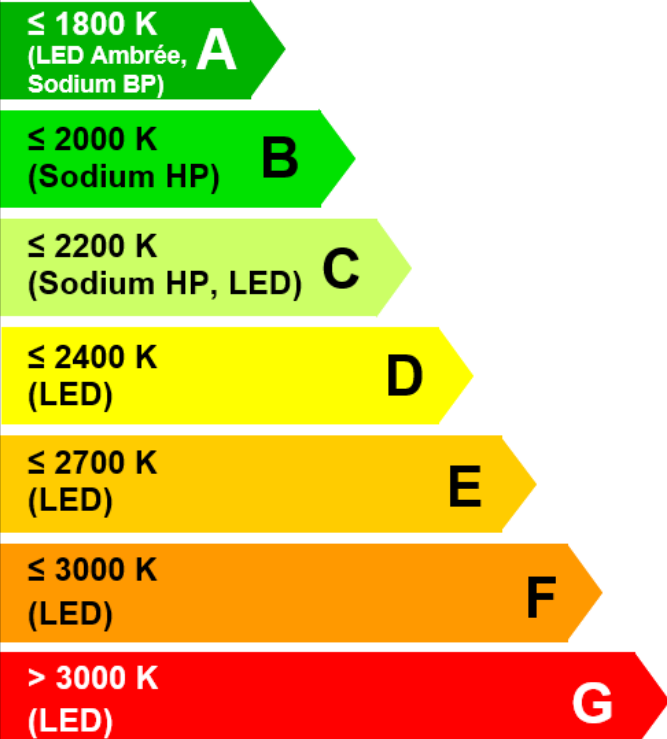 ≤ 1800 K
(LED Ambrée,
Sodium BP)
A
≤ 2000 K
(Sodium HP)
B
≤ 2200 K
(Sodium HP, LED)
C
≤ 2400 K
(LED)
D
≤ 2700 K
(LED)
E
≤ 3000 K
(LED)
F
> 3000 K
(LED)
G